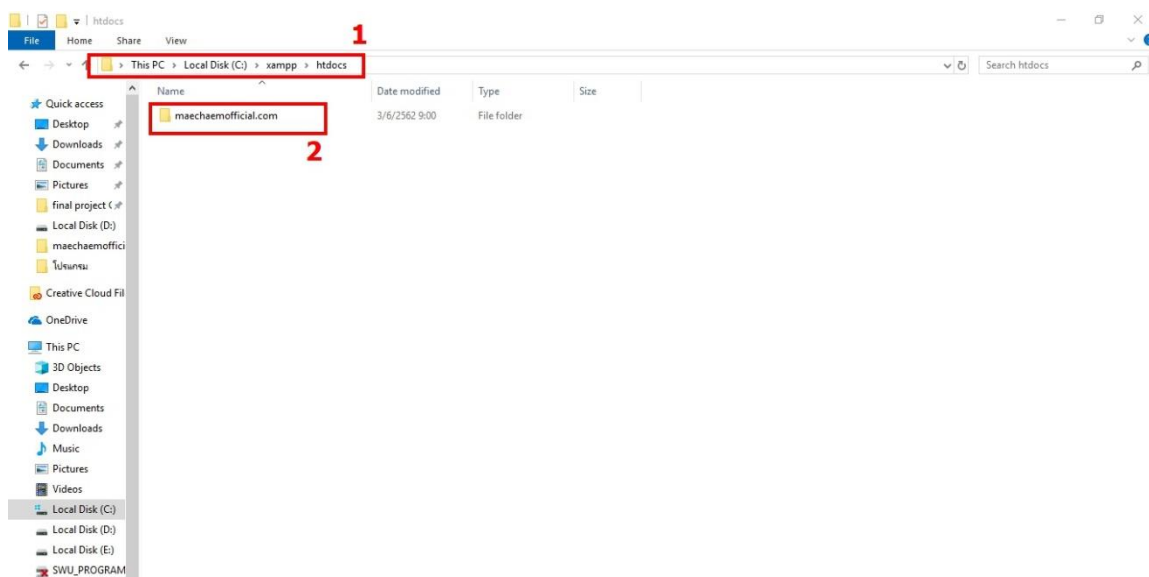 htdocs
File Home Share View
1
This PC > Local Disk (C:) > xampp > htdocs
Search htdocs
Name Date modified Type Size
maechaemofficial.com 3/6/2562 9:00 File folder
2
Quick access
Desktop
Downloads
Documents
Pictures
final project (
Local Disk (D:)
maechaemoffici
โปรแกรม
Creative Cloud Fil
OneDrive
This PC
3D Objects
Desktop
Documents
Downloads
Music
Pictures
Videos
Local Disk (C:)
Local Disk (D:)
Local Disk (E:)
SWU_PROGRAM